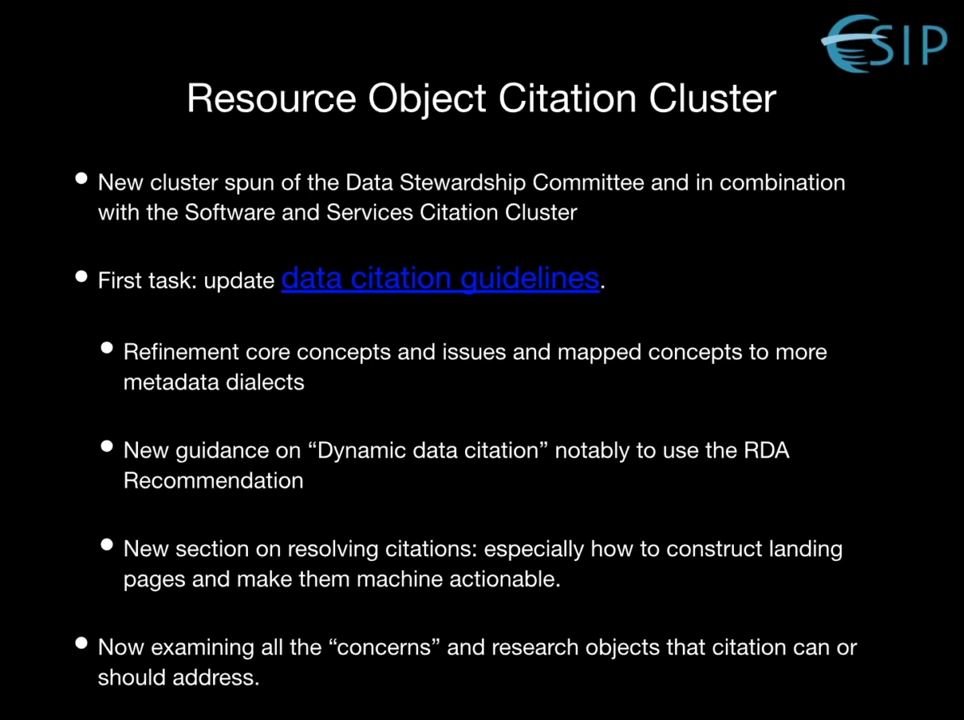 ESIP
Resource Object Citation Cluster
• New cluster spun of the Data Stewardship Committee and in combination
with the Software and Services Citation Cluster
• First task: update data citation guidelines.
• Refinement core concepts and issues and mapped concepts to more
metadata dialects
• New guidance on “Dynamic data citation” notably to use the RDA
Recommendation
• New section on resolving citations: especially how to construct landing
pages and make them machine actionable.
• Now examining all the “concerns” and research objects that citation can or
should address.